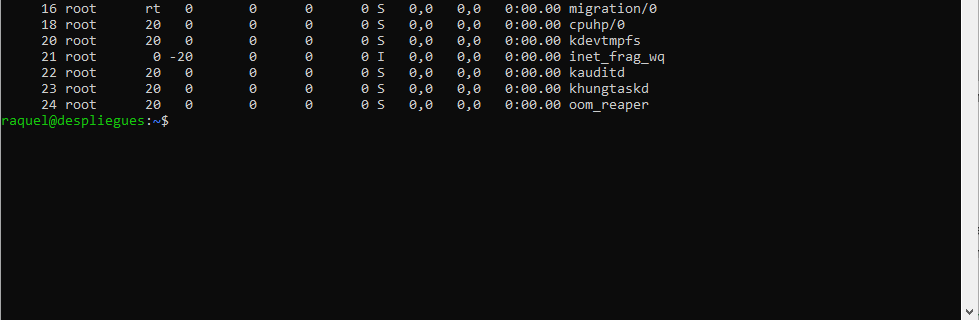 16 root rt 0 0 0 0 S 0,0 0,0 0:00.00 migration/0
18 root 20 0 0 0 0 S 0,0 0,0 0:00.00 cpuhp/0
20 root 20 0 0 0 0 S 0,0 0,0 0:00.00 kdevtmpfs
21 root 0 -20 0 0 0 I 0,0 0,0 0:00.00 inet_frag_wq
22 root 20 0 0 0 0 S 0,0 0,0 0:00.00 kauditd
23 root 20 0 0 0 0 S 0,0 0,0 0:00.00 khungtaskd
24 root 20 0 0 0 0 S 0,0 0,0 0:00.00 oom_reaper
raquel@despliegues:~$